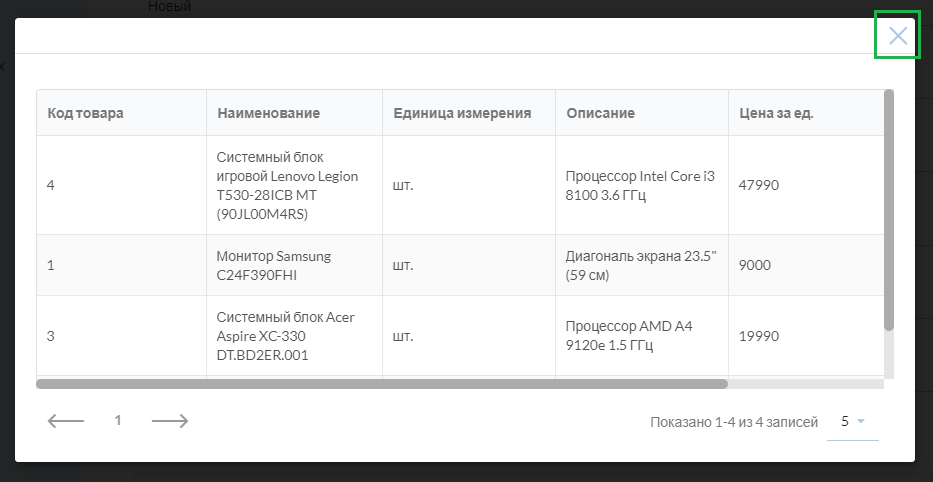 Новый
Код товара
Наименование
Единица измерения
Описание
Цена за ед.
4
Системный блок
игровой Lenovo Legion
T530-28ICB MT
(90JL00M4RS)
шт.
Процессор Intel Core i3
8100 3.6 ГГц
47990
1
Монитор Samsung
C24F390FHI
шт.
Диагональ экрана 23.5"
(59 см)
9000
3
Системный блок Acer
Aspire XC-330
DT.BD2ER.001
шт.
Процессор AMD A4
9120e 1.5 ГГц
19990
1
Показано 1-4 из 4 записей
5